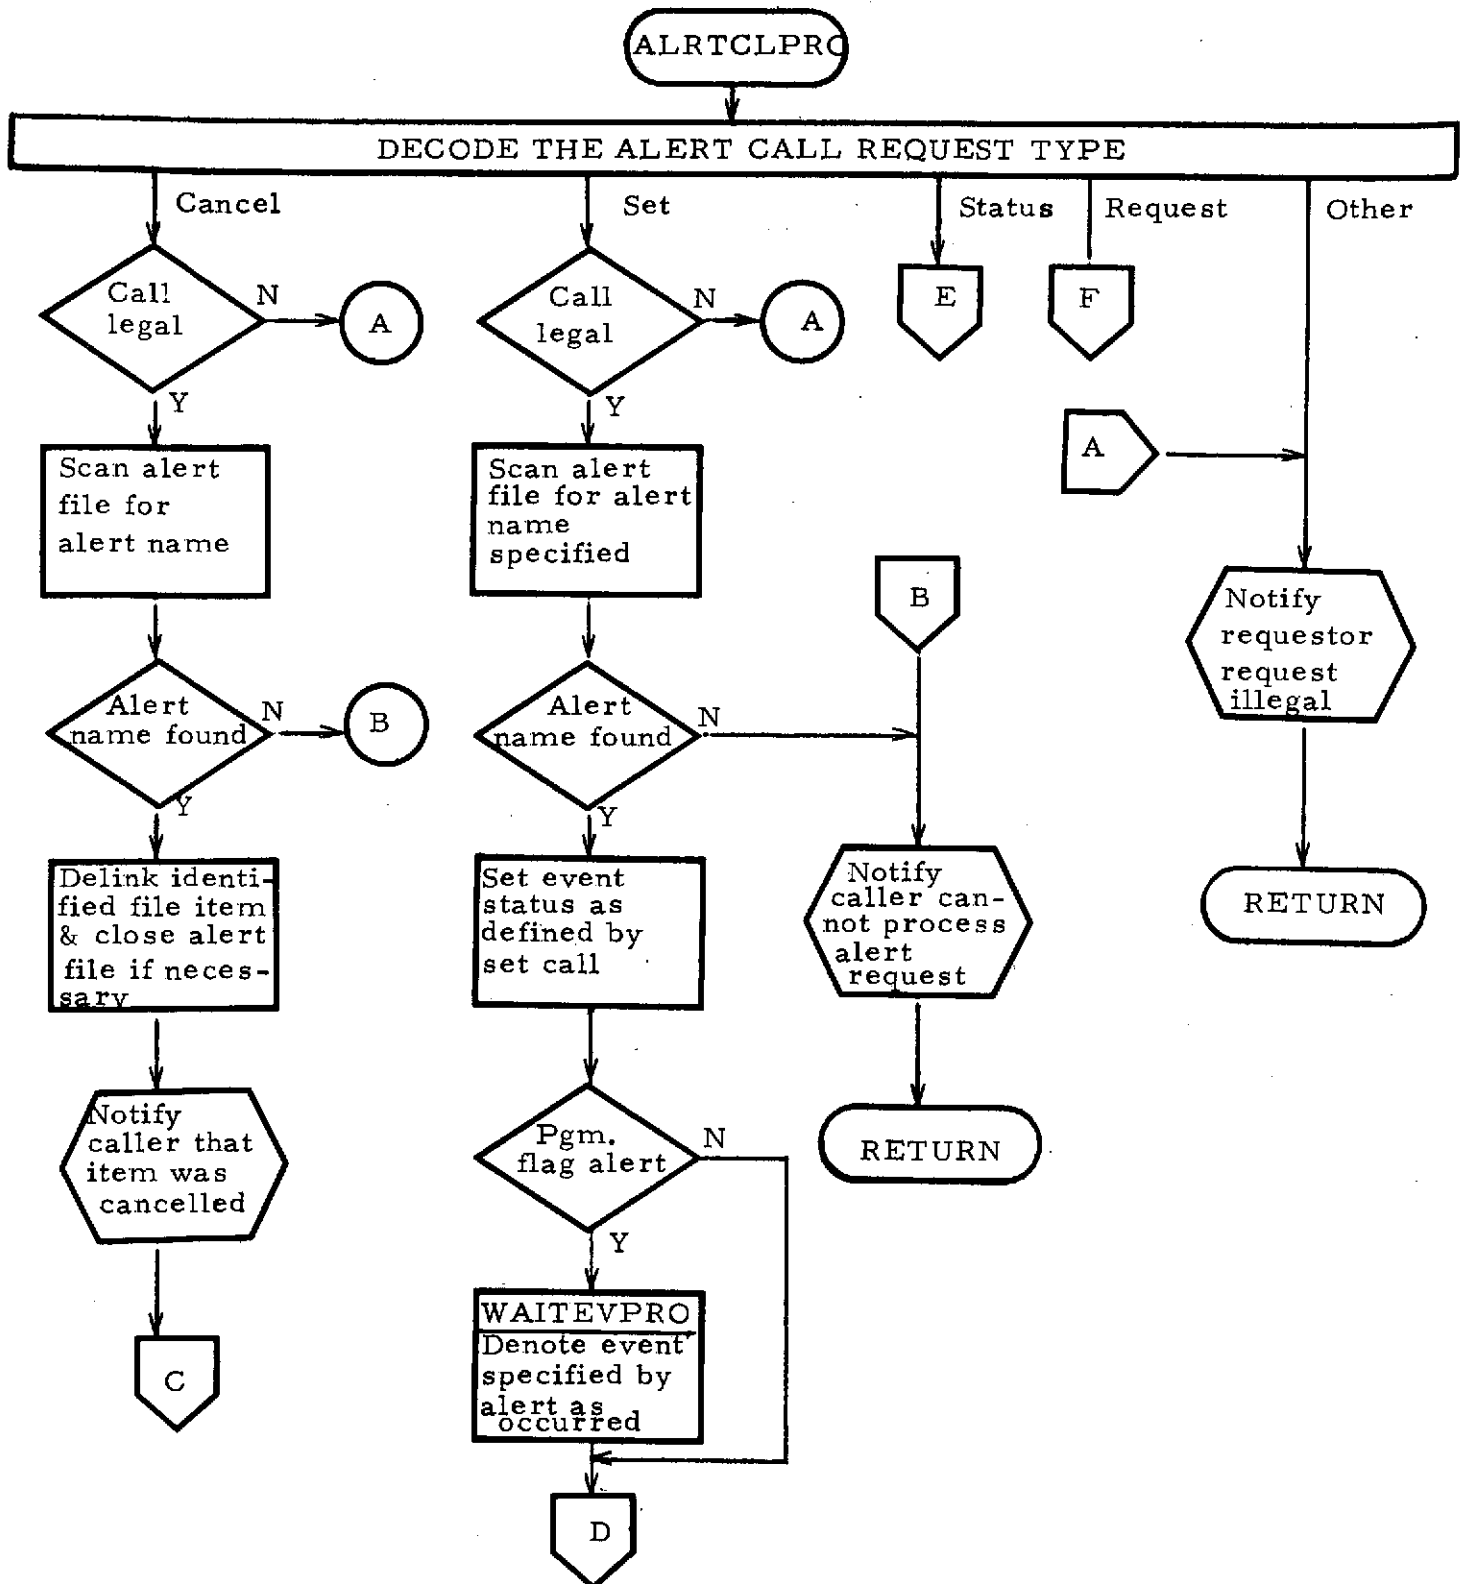 ALRTCLPRO
DECODE THE ALERT CALL REQUEST TYPE
Cancel
Set
Status
Request
Other
Call
legal
N
A
Y
Call
legal
N
A
Y
E
F
A
Scan alert
file for
alert name
Scan alert
file for alert
name
specified
B
Notify
requestor
request
illegal
Alert
name found
N
B
Y
Alert
name found
N
Y
Delink identi-
fied file item
& close alert
file if neces-
sary
Set event
status as
defined by
set call
Notify
caller can-
not process
alert
request
RETURN
Notify
caller that
item was
cancelled
Pgm.
flag alert
N
Y
RETURN
WAITEVPRO
Denote event
specified by
alert as
occurred
C
D